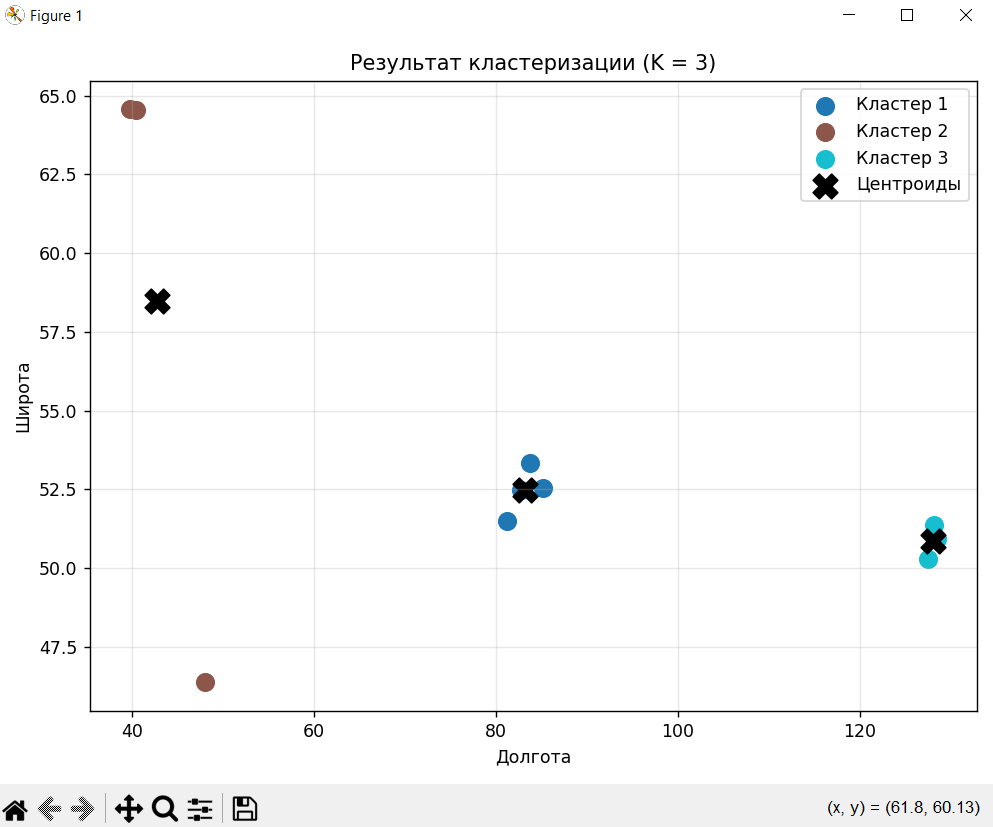 Figure 1
Результат кластеризации (K = 3)
Кластер 1
Кластер 2
Кластер 3
Центроиды
Широта
65.0
62.5
60.0
57.5
55.0
52.5
50.0
47.5
40 60 80 100 120
Долгота
(x, y) = (61.8, 60.13)